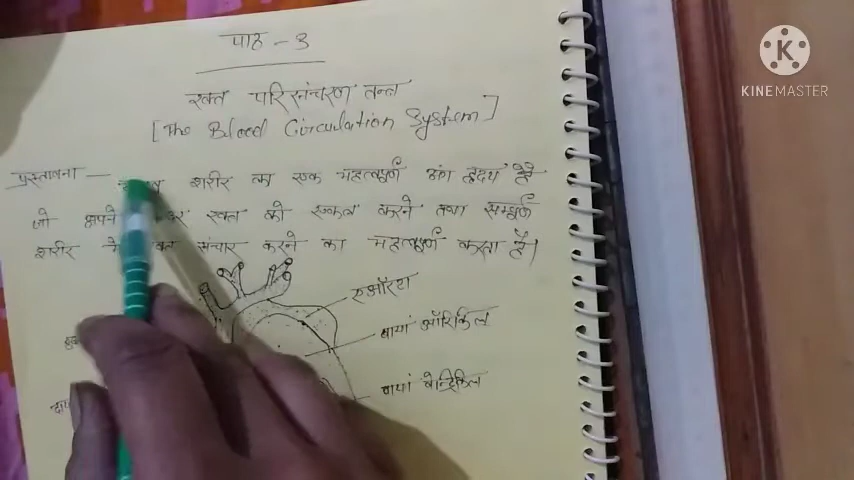 पाठ - 3
रक्त परिसंचरण तन्त्र
[The Blood Circulation System]
प्रस्तावना - शरीर का एक महत्वपूर्ण अंग हृदय है
जो अपने रक्त को एकत्र करने तथा सम्पूर्ण
शरीर में संचार करने का महत्वपूर्ण करता है।
एओरटा
बायां ऑरिकिल
बायां वेन्ट्रिकिल
KINEMASTER